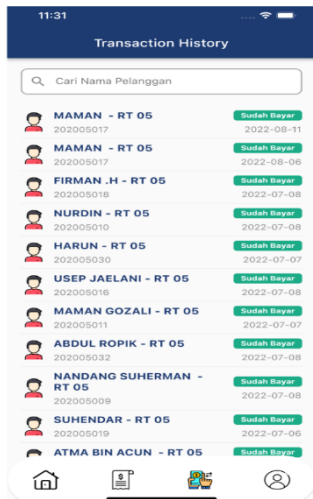 11:31
Transaction History
Cari Nama Pelanggan
MAMAN - RT 05
Sudah Bayar
202005017
2022-08-11
MAMAN - RT 05
Sudah Bayar
202005017
2022-08-06
FIRMAN .H - RT 05
Sudah Bayar
202005018
2022-07-08
NURDIN - RT 05
Sudah Bayar
202005010
2022-07-08
HARUN - RT 05
Sudah Bayar
202005030
2022-07-07
USEP JAELANI - RT 05
Sudah Bayar
202005016
2022-07-08
MAMAN GOZALI - RT 05
Sudah Bayar
202005011
2022-07-07
ABDUL ROPIK - RT 05
Sudah Bayar
202005032
2022-07-08
NANDANG SUHERMAN -
RT 05
Sudah Bayar
202005009
2022-07-08
SUHENDAR - RT 05
Sudah Bayar
202005019
2022-07-06
ATMA BIN ACUN - RT 05
Sudah Bayar